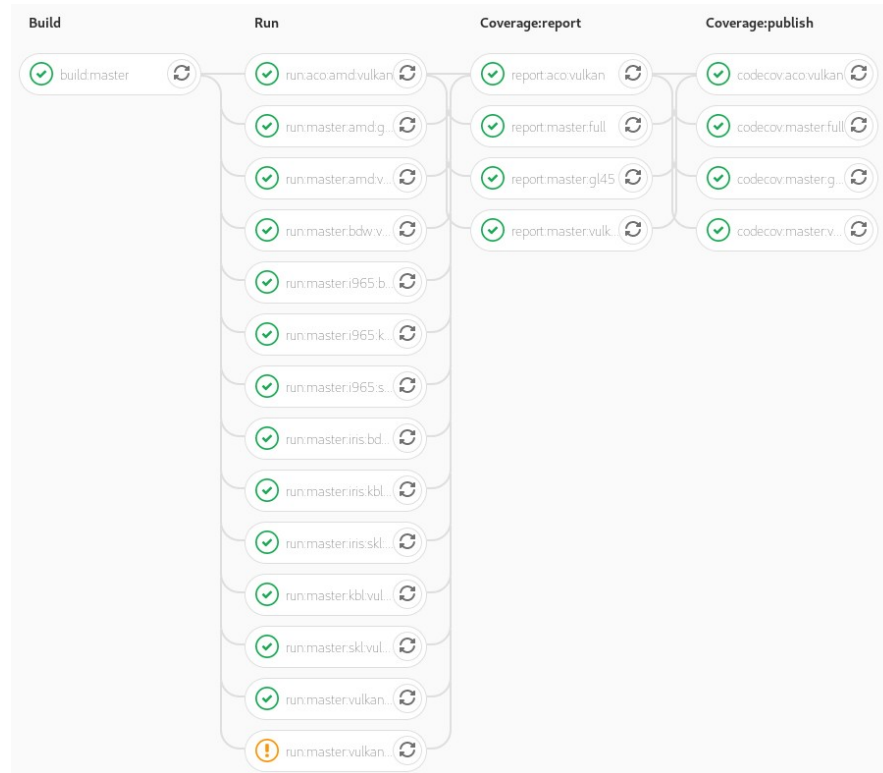 Build
build:master
Run
run:aco:amd:vulkan
run:master:amd:g...
run:master:amd:v...
run:master:bdw:v...
run:master:i965:b...
run:master:i965:k...
run:master:i965:s...
run:master:iris:bd...
run:master:iris:kbl...
run:master:iris:skl:...
run:master:kbl:vul...
run:master:skl:vul...
run:master:vulkan...
run:master:vulkan...
Coverage:report
report:aco:vulkan
report:master:full
report:master:gl45
report:master:vulk...
Coverage:publish
codecov:aco:vulkan
codecov:master:full
codecov:master:g...
codecov:master:v...